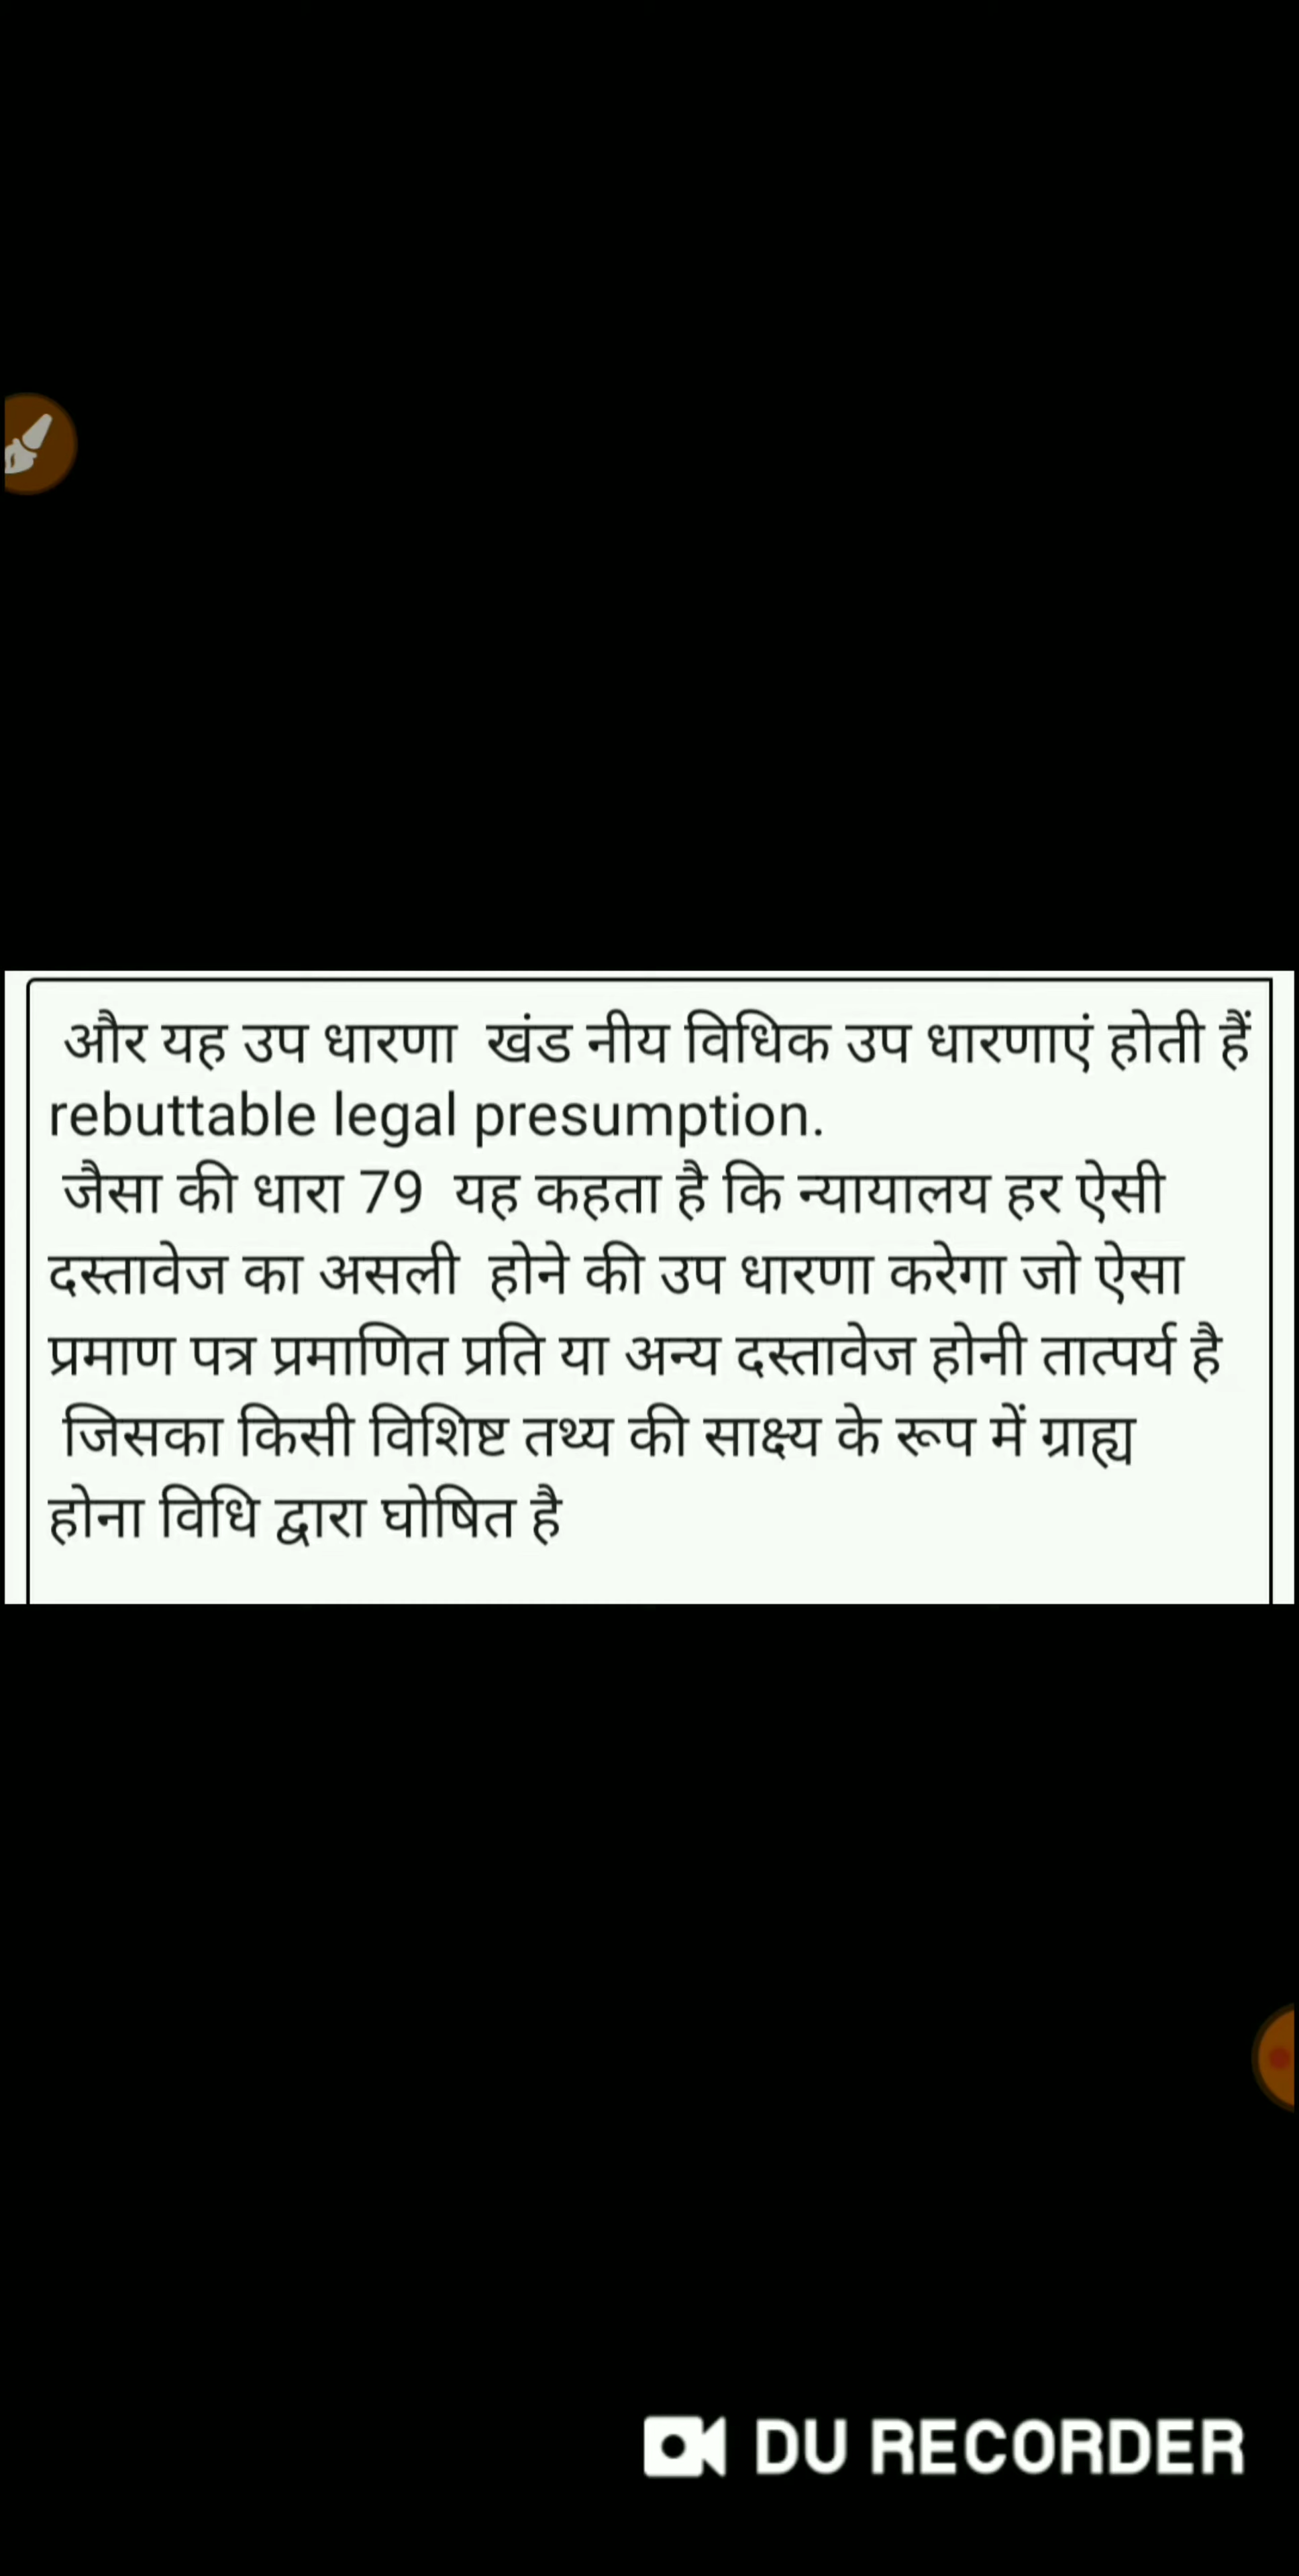 और यह उप धारणा खंड नीय विधिक उप धारणाएं होती हैं
rebuttable legal presumption.
जैसा की धारा 79 यह कहता है कि न्यायालय हर ऐसी
दस्तावेज का असली होने की उप धारणा करेगा जो ऐसा
प्रमाण पत्र प्रमाणित प्रति या अन्य दस्तावेज होनी तात्पर्य है
जिसका किसी विशिष्ट तथ्य की साक्ष्य के रूप में ग्राह्य
होना विधि द्वारा घोषित है
DU RECORDER